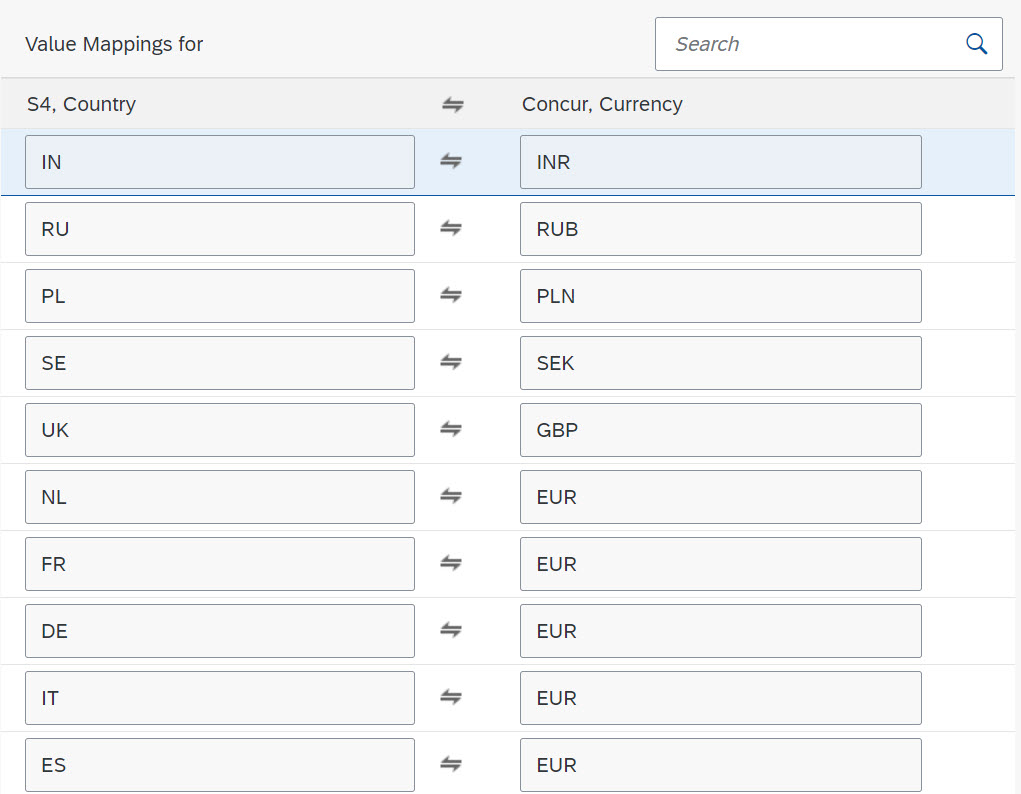 Value Mappings for Search
S4, Country Concur, Currency
IN INR
RU RUB
PL PLN
SE SEK
UK GBP
NL EUR
FR EUR
DE EUR
IT EUR
ES EUR